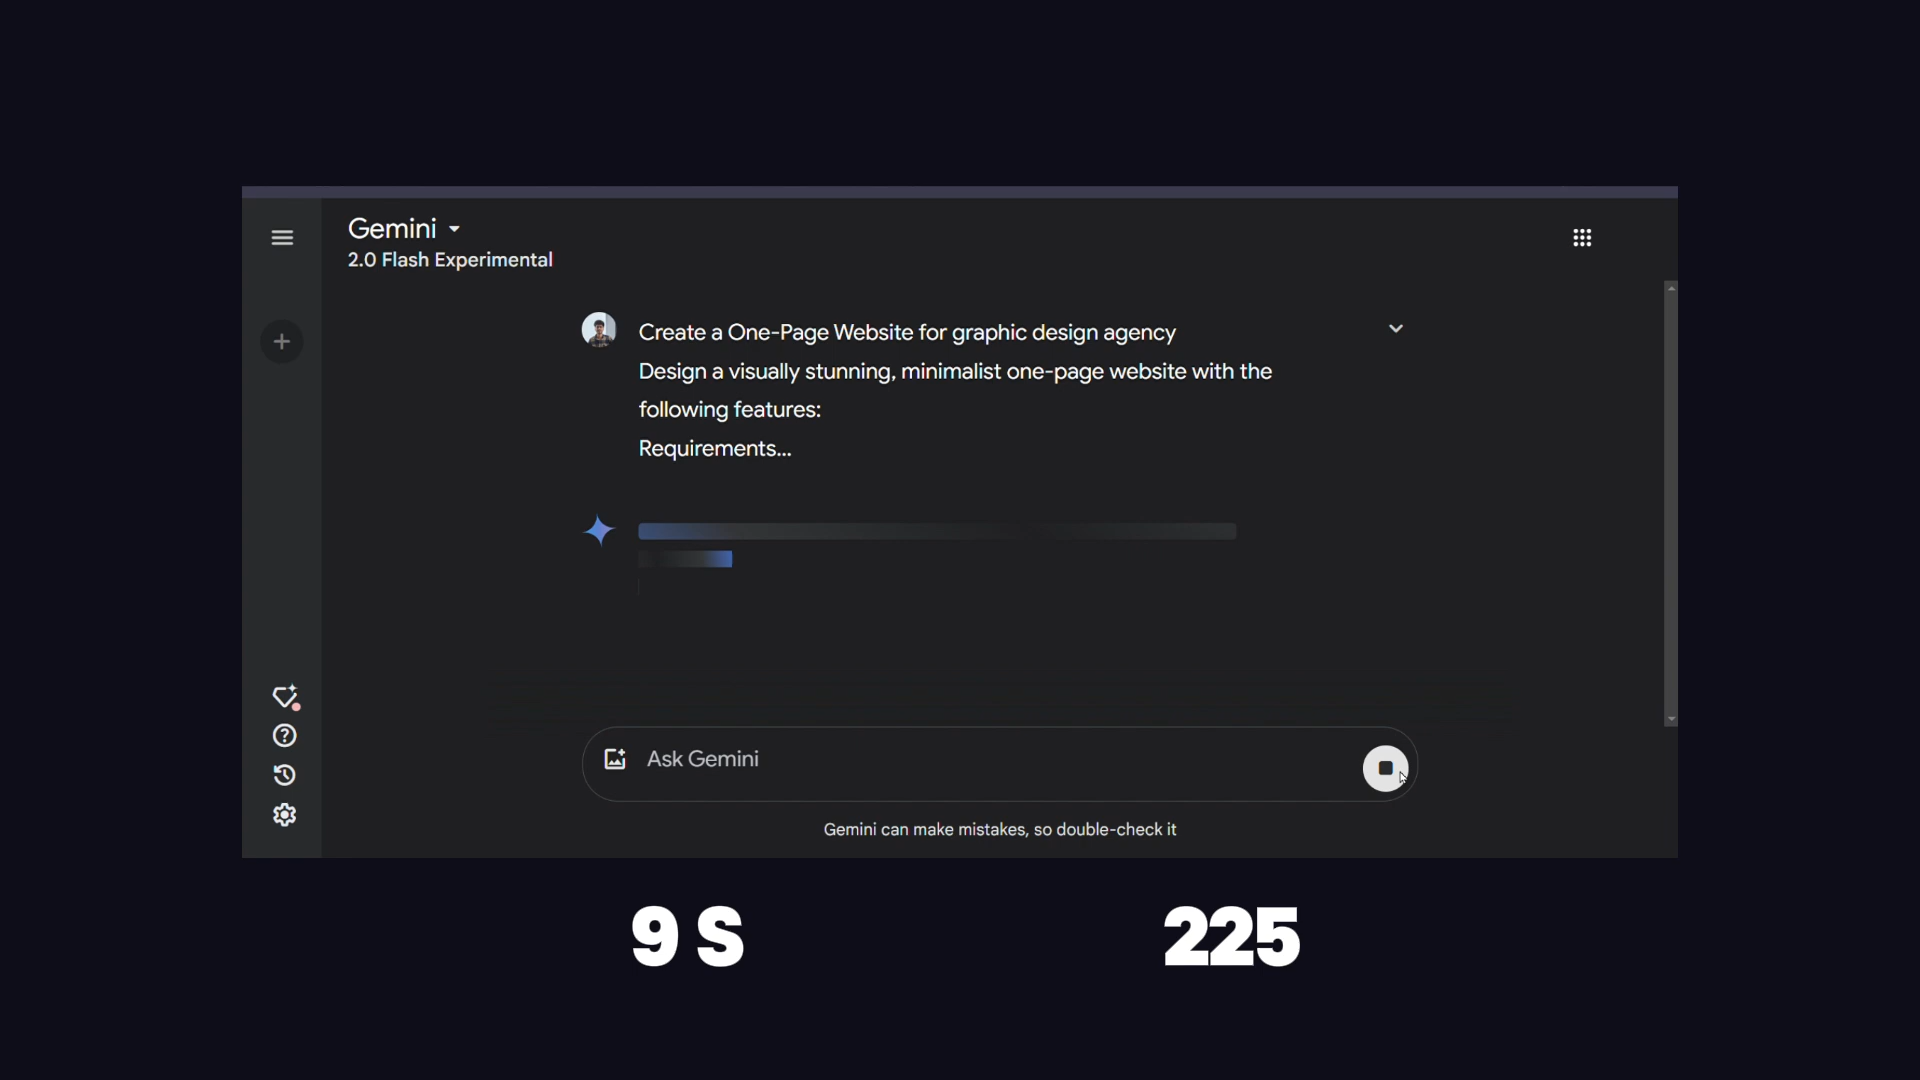 Gemini
2.0 Flash Experimental
Create a One-Page Website for graphic design agency
Design a visually stunning, minimalist one-page website with the
following features:
Requirements...
Ask Gemini
Gemini can make mistakes, so double-check it
9 S
225